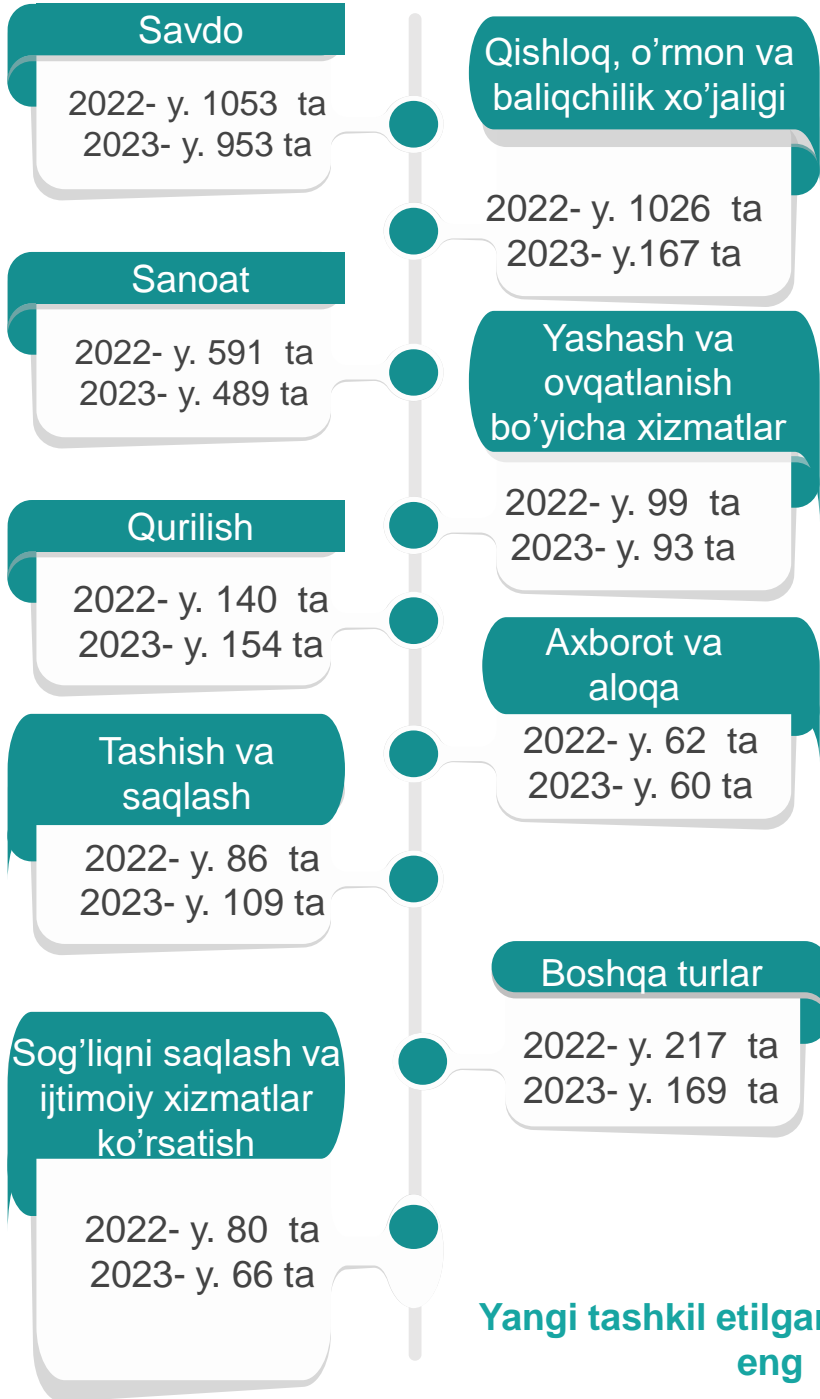 Savdo
2022- y. 1053 ta
2023- y. 953 ta
Qishloq, o’rmon va
baliqchilik xo’jaligi
2022- y. 1026 ta
2023- y.167 ta
Sanoat
2022- y. 591 ta
2023- y. 489 ta
Yashash va
ovqatlanish
bo’yicha xizmatlar
2022- y. 99 ta
2023- y. 93 ta
Qurilish
2022- y. 140 ta
2023- y. 154 ta
Axborot va
aloqa
2022- y. 62 ta
2023- y. 60 ta
Tashish va
saqlash
2022- y. 86 ta
2023- y. 109 ta
Boshqa turlar
2022- y. 217 ta
2023- y. 169 ta
Sog’liqni saqlash va
ijtimoiy xizmatlar
ko’rsatish
2022- y. 80 ta
2023- y. 66 ta
Yangi tashkil
eng